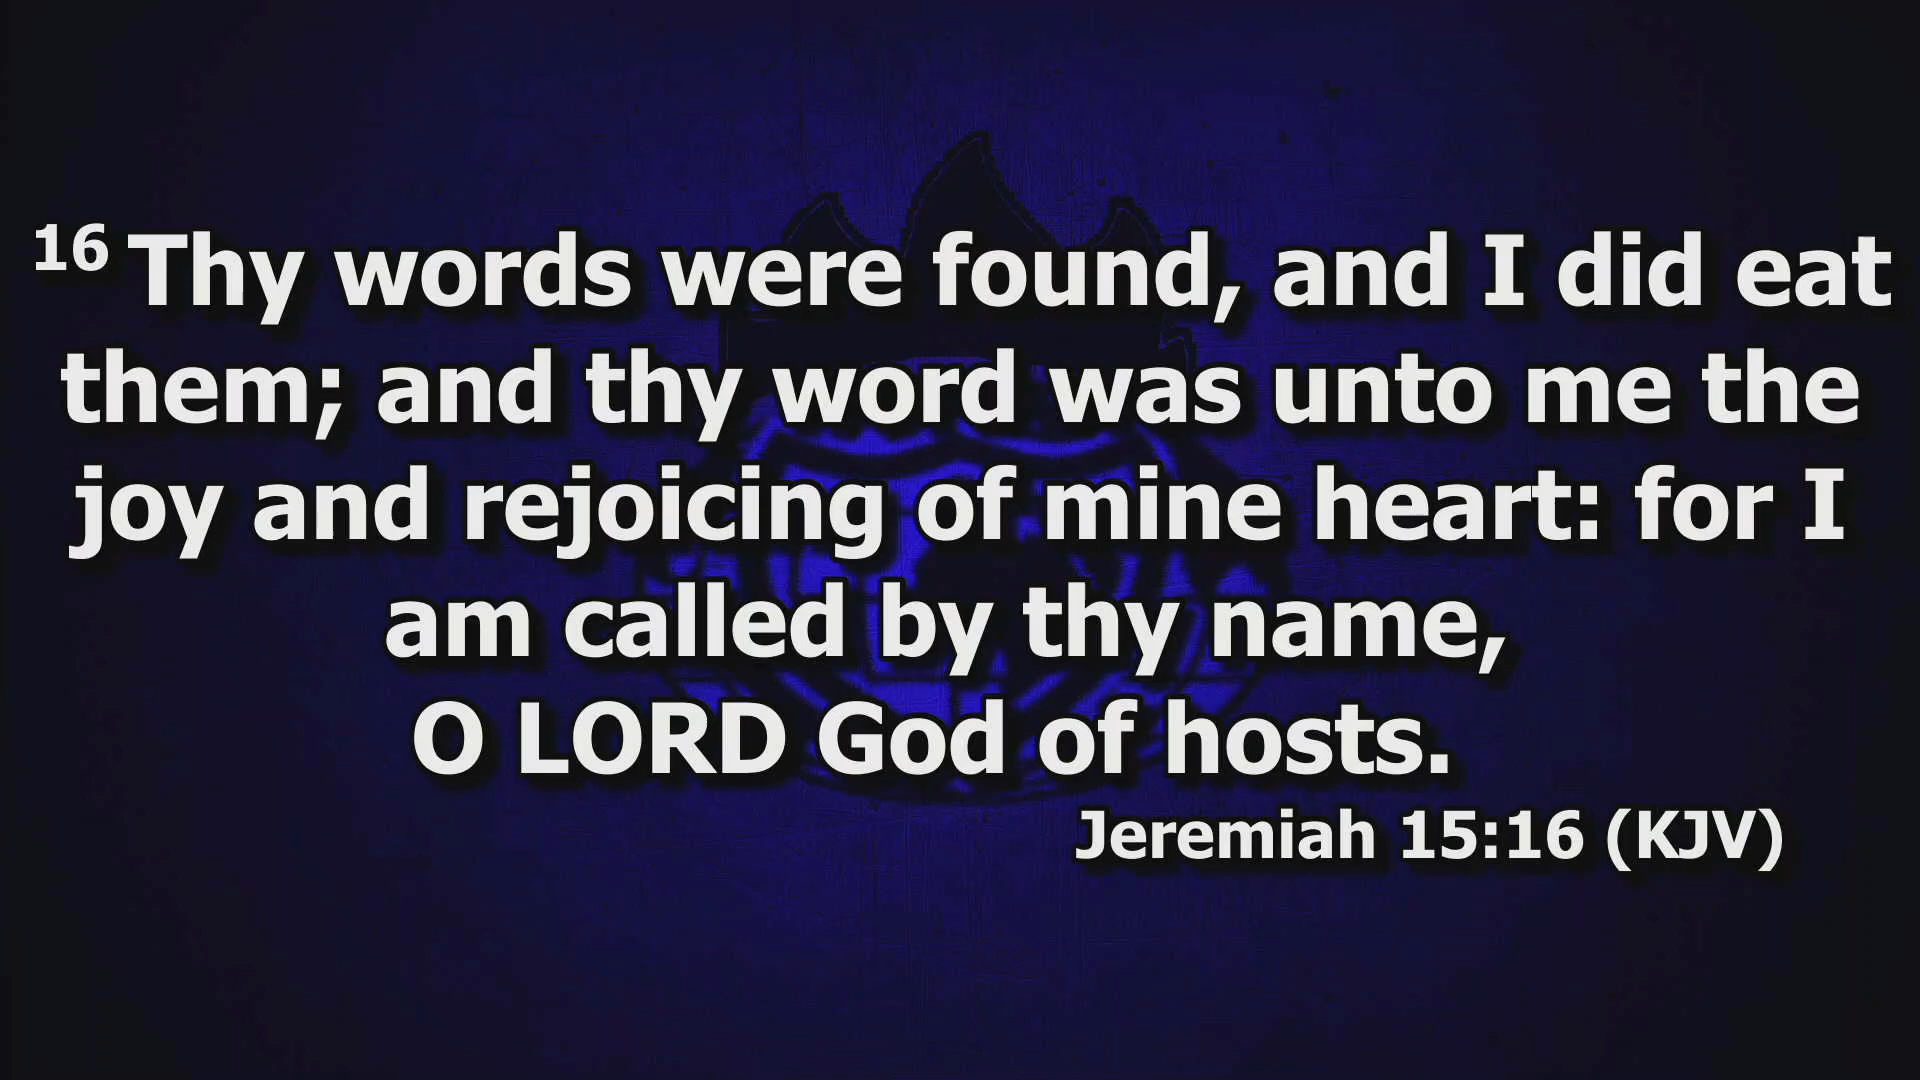 16 Thy words were found, and I did eat
them; and thy word was unto me the
joy and rejoicing of mine heart: for I
am called by thy name,
O LORD God of hosts.
Jeremiah 15:16 (KJV)